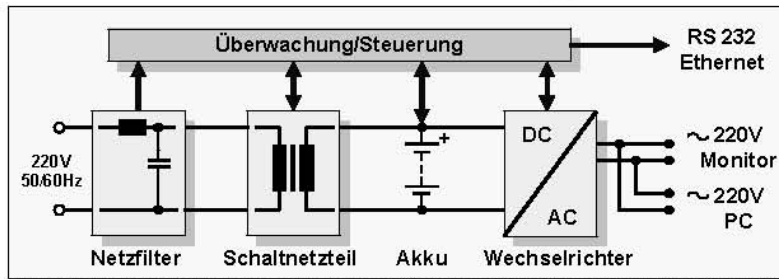 Überwachung/Steuerung
RS 232
Ethernet
220V
50/60Hz
+
DC
AC
~ 220V
Monitor
~ 220V
PC
Netzfilter
Schaltnetzteil
Akku
Wechselrichter